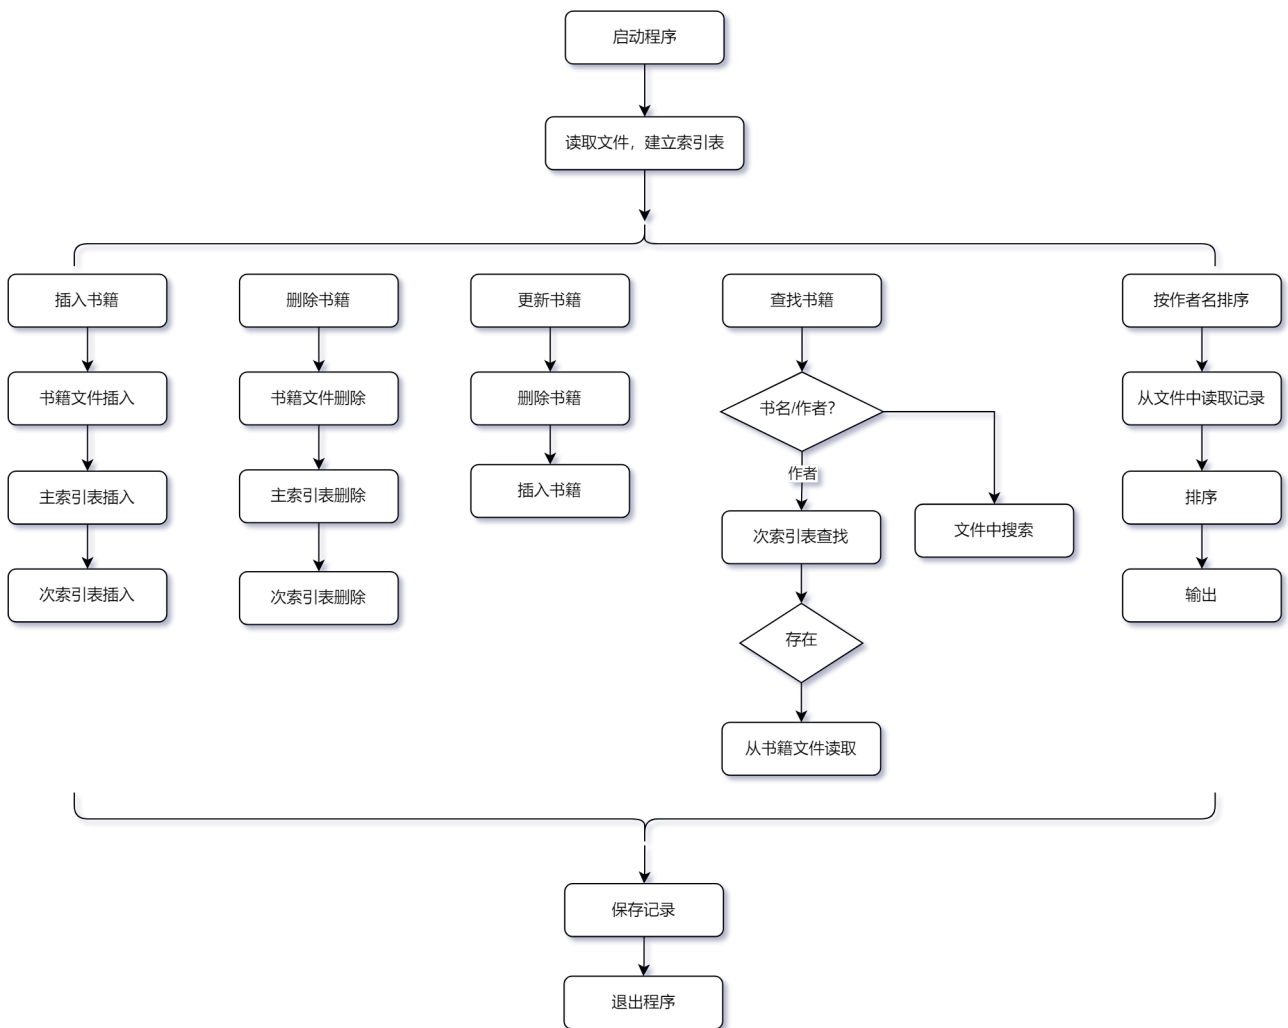 启动程序
读取文件，建立索引表
插入书籍
删除书籍
更新书籍
查找书籍
按作者名排序
书籍文件插入
书籍文件删除
删除书籍
书名/作者？
从文件中读取记录
作者
主索引表插入
主索引表删除
插入书籍
排序
次索引表查找
文件中搜索
次索引表插入
次索引表删除
输出
存在
从书籍文件读取
保存记录
退出程序